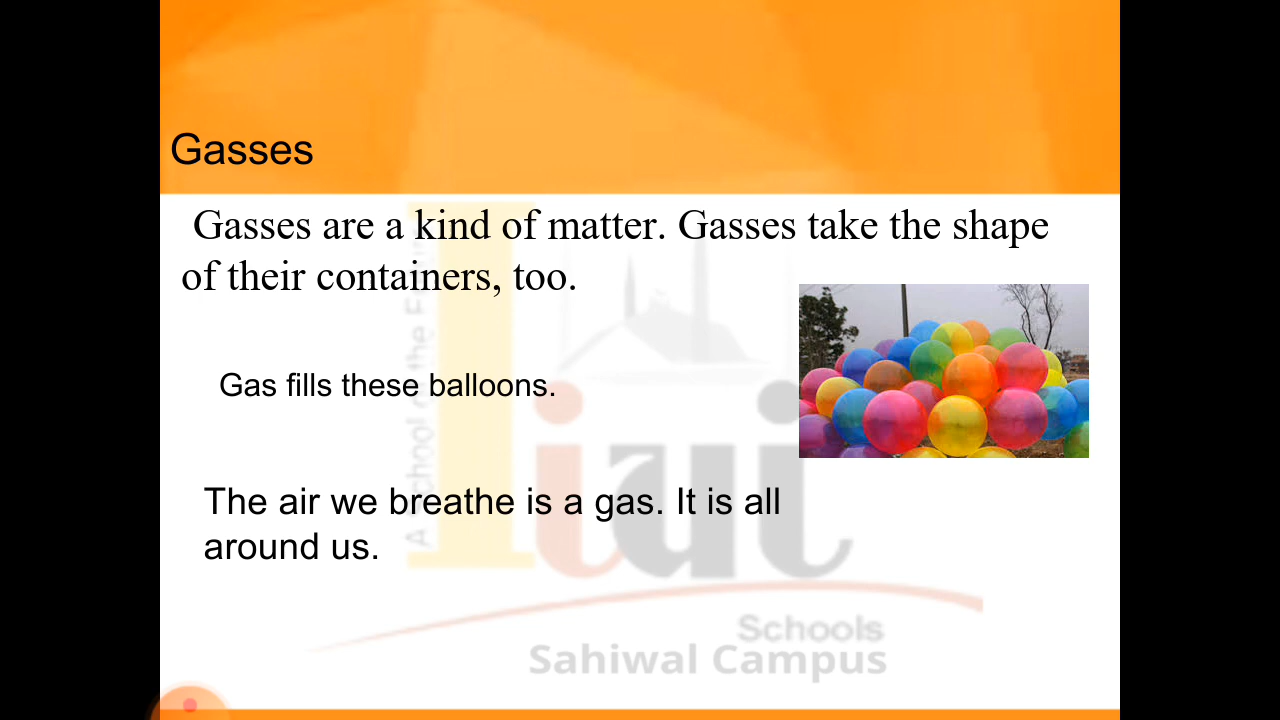 Gasses
Gasses are a kind of matter. Gasses take the shape
of their containers, too.
Gas fills these balloons.
The air we breathe is a gas. It is all
around us.
Schools
Sahiwal Campus